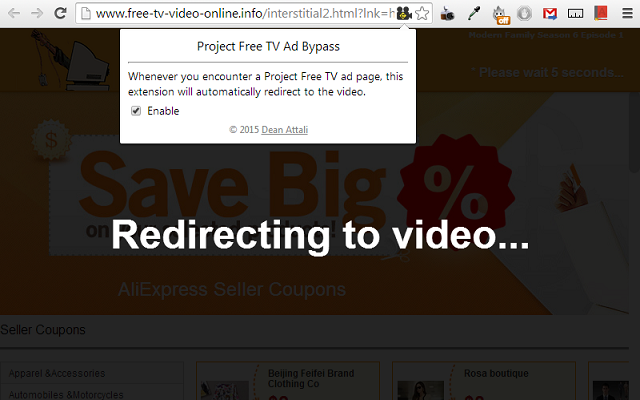 www.free-tv-video-online.info/interstitial2.html?lnk=h
off
Modern Family Season 6 Episode 1
Project Free TV Ad Bypass
" Please wait 5 seconds...
Whenever you encounter a Project Free TV ad page, this
extension will automatically redirect to the video.
Enable
© 2015 Dean Attali
$
Save Big
%
on
Redirecting to video...
AliExpress Seller Coupons
Seller Coupons
Apparel &Accessories
Automobiles &Motorcycles
Beijing Feifei Brand
Clothing Co
Rosa boutique